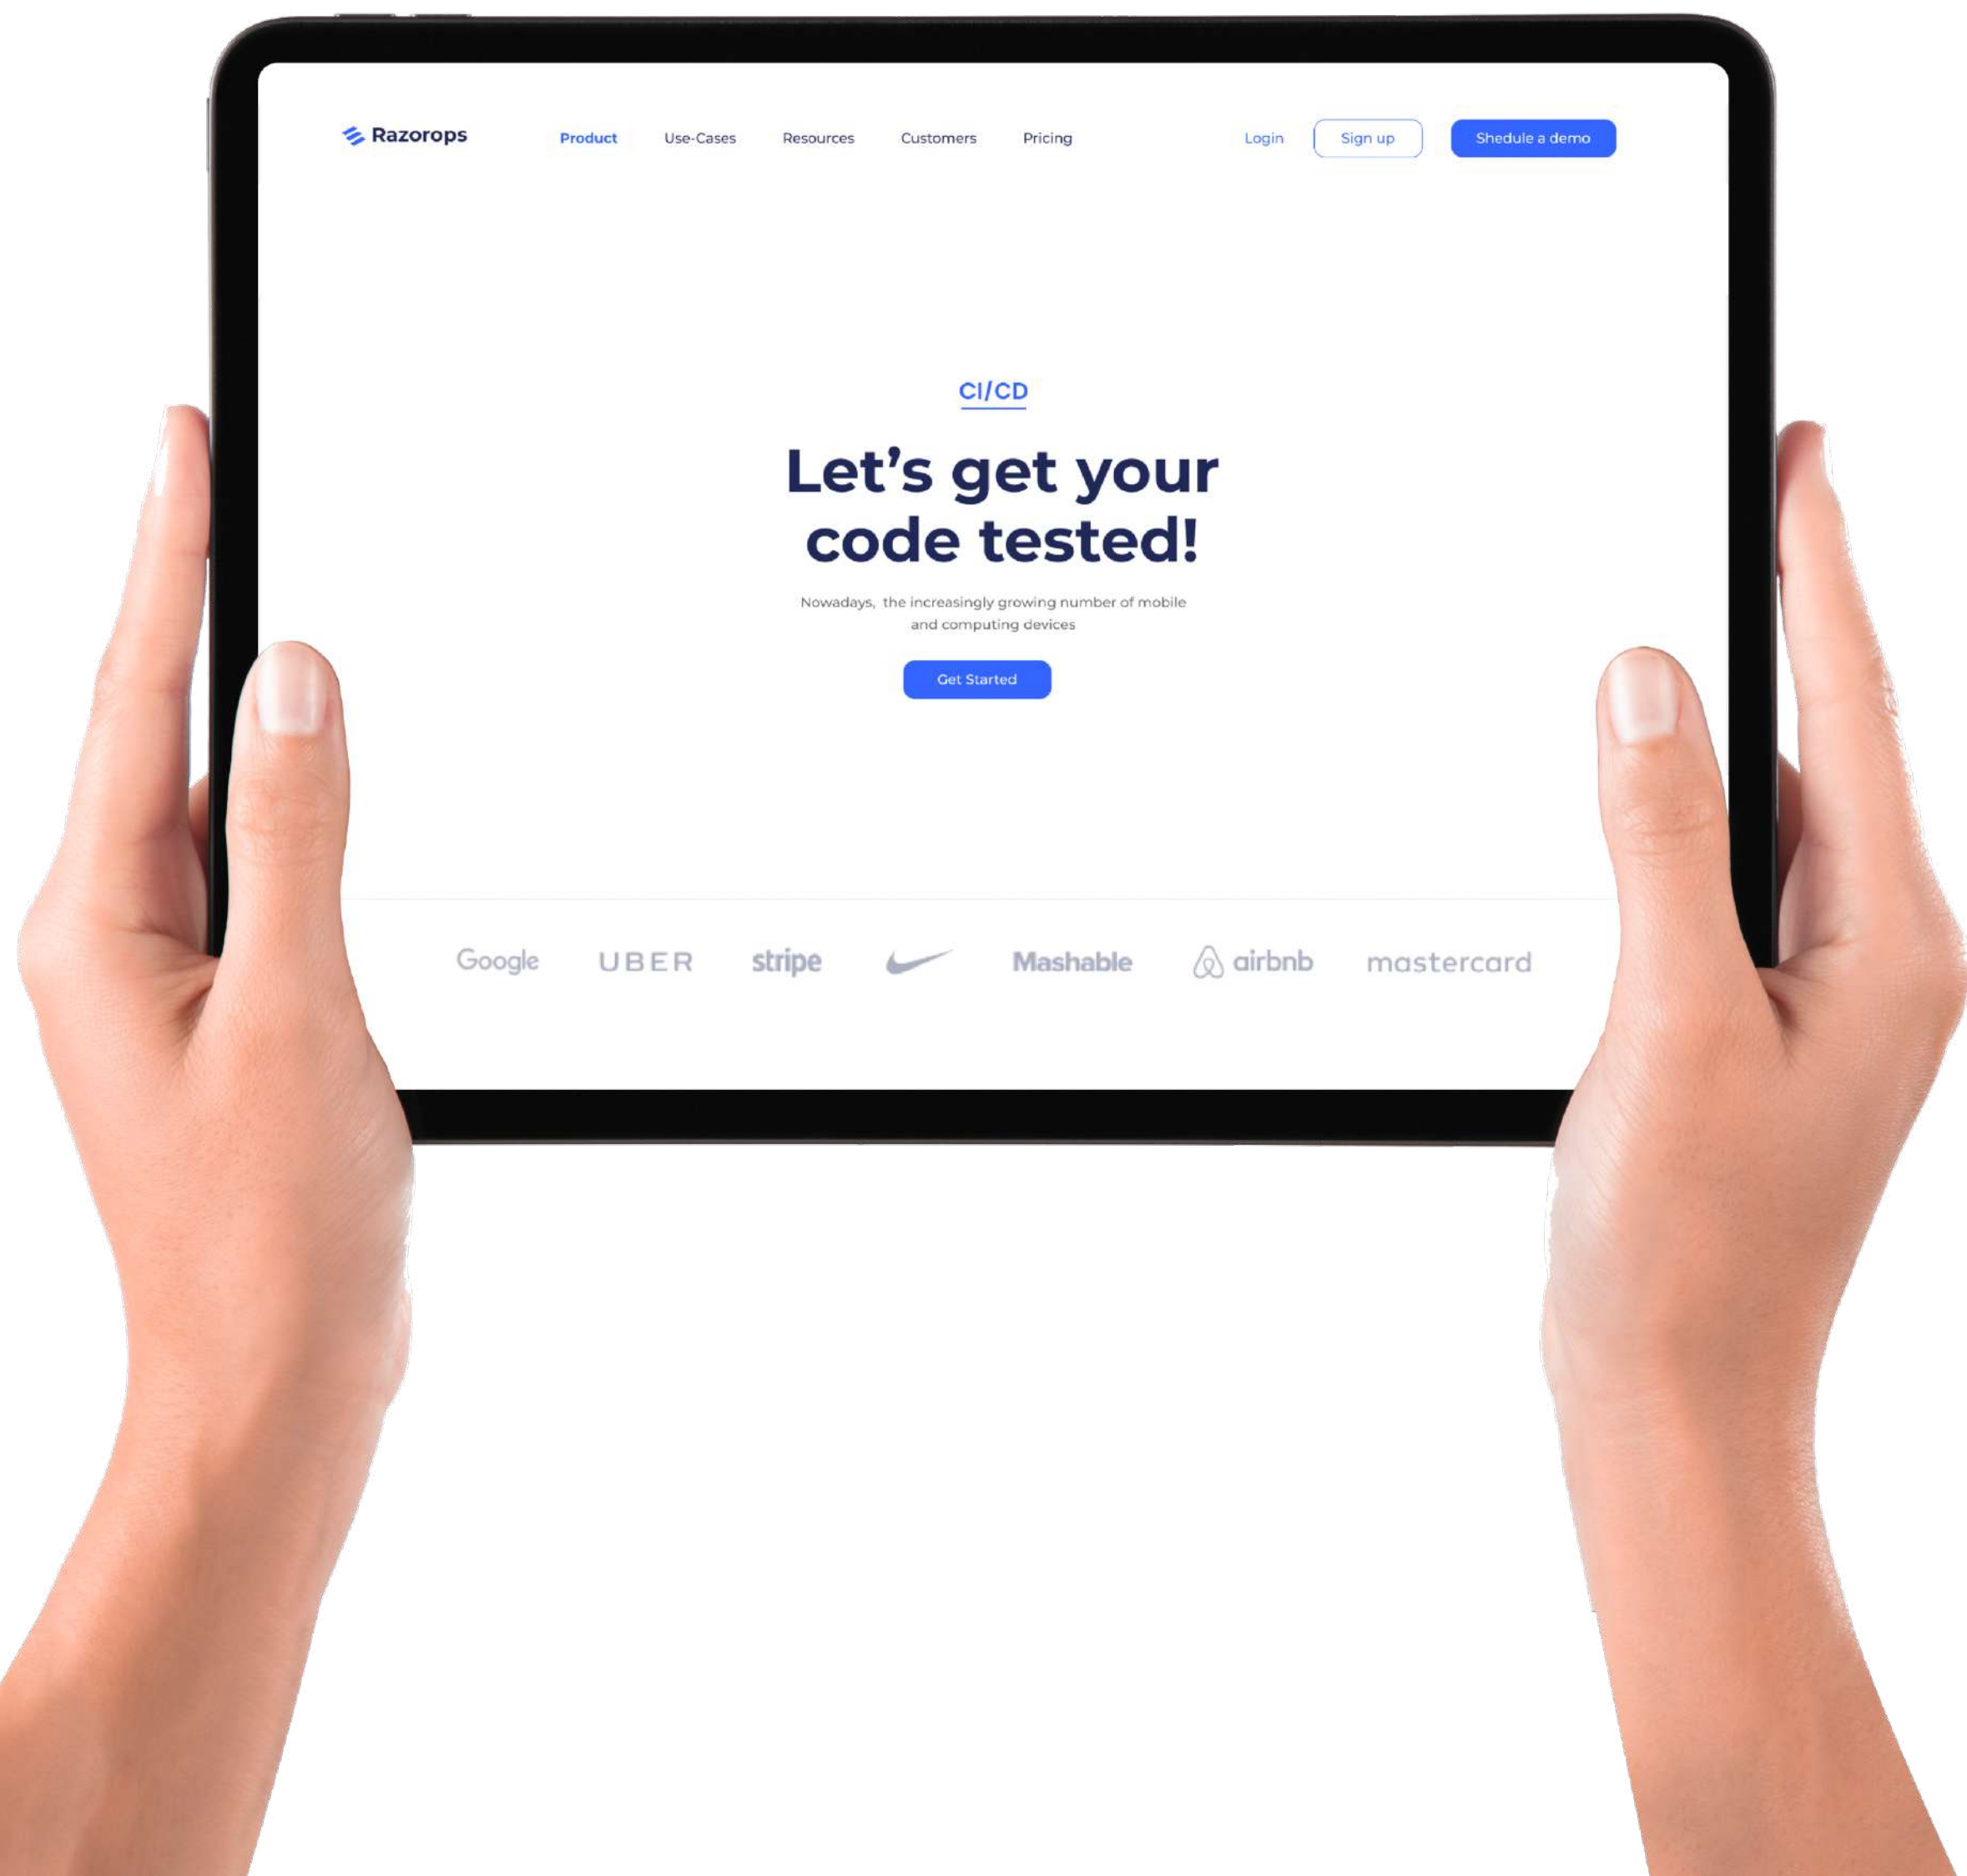 Razorops Product Use-Cases Resources Customers Pricing Login Sign up Shedule a demo
CI/CD
Let's get your
code tested!
Nowadays, the increasingly growing number of mobile
and computing devices
Get Started
Google UBER stripe Mashable airbnb mastercard